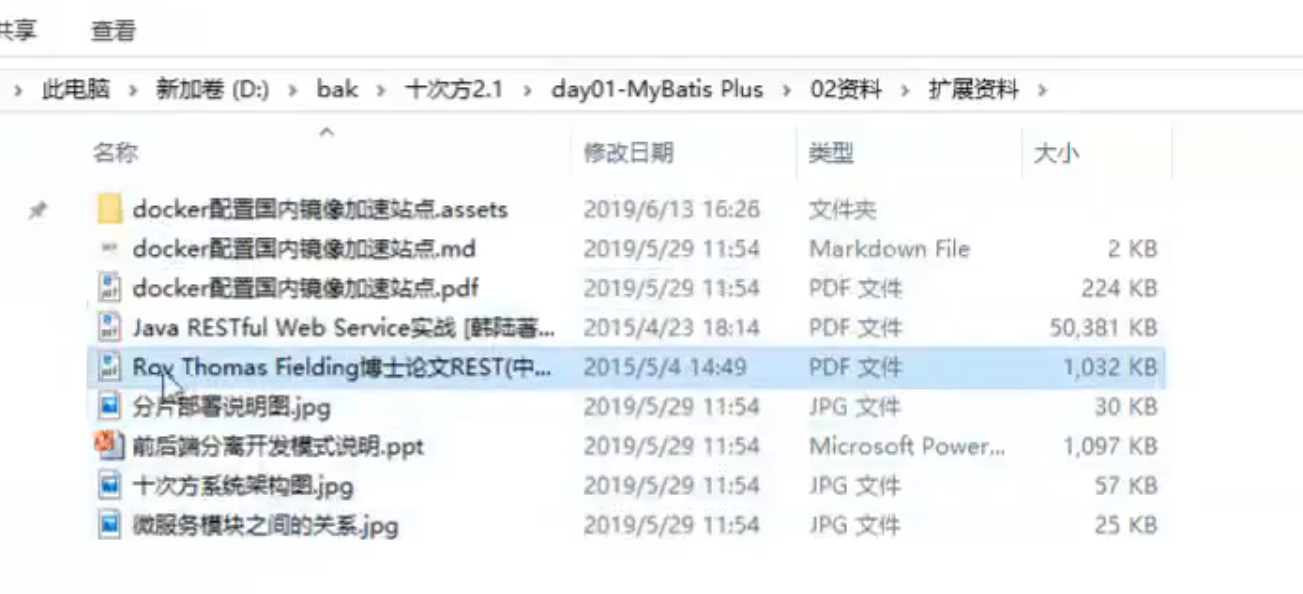 共享 查看
› 此电脑 › 新加卷 (D:) › bak › 十次方2.1 › day01-MyBatis Plus › 02资料 › 扩展资料 ›
名称 修改日期 类型 大小
docker配置国内镜像加速站点.assets 2019/6/13 16:26 文件夹
docker配置国内镜像加速站点.md 2019/5/29 11:54 Markdown File 2 KB
docker配置国内镜像加速站点.pdf 2019/5/29 11:54 PDF 文件 224 KB
Java RESTful Web Service实战 [韩陆著... 2015/4/23 18:14 PDF 文件 50,381 KB
Roy Thomas Fielding博士论文REST(中... 2015/5/4 14:49 PDF 文件 1,032 KB
分片部署说明图.jpg 2019/5/29 11:54 JPG 文件 30 KB
前后端分离开发模式说明.ppt 2019/5/29 11:54 Microsoft Power... 1,097 KB
十次方系统架构图.jpg 2019/5/29 11:54 JPG 文件 57 KB
微服务模块之间的关系.jpg 2019/5/29 11:54 JPG 文件 25 KB